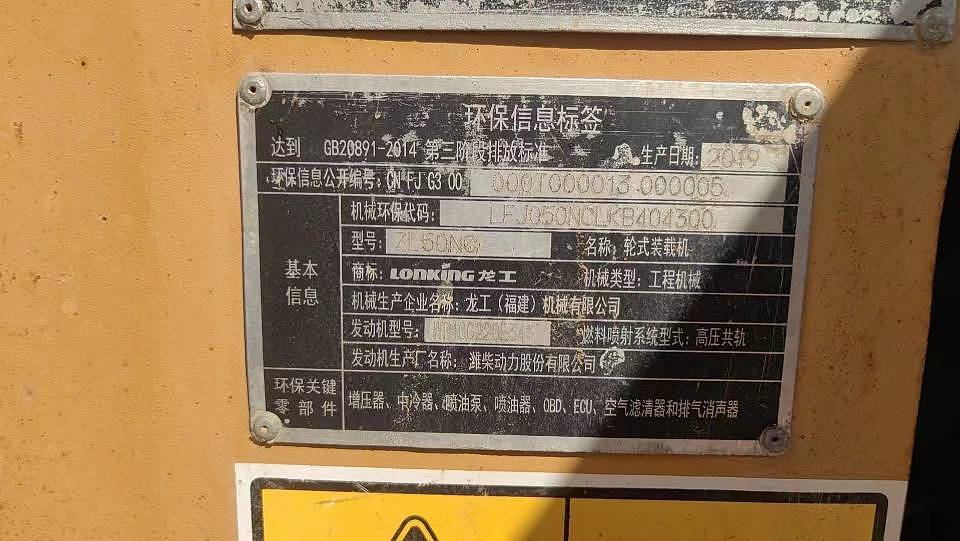 环保信息标签
达到 GB20891-2014 第三阶段排放标准 生产日期: 2019
环保信息公开编号: CN FJ G3 00 0001000013 000005
机械环保代码: LFJ050NCLKB404300
型号: ZL50NC 名称: 轮式装载机
基本信息
商标: LONKING 龙工 机械类型: 工程机械
机械生产企业名称: 龙工(福建)机械有限公司
发动机型号: 燃料喷射系统型式: 高压共轨
发动机生产厂名称: 潍柴动力股份有限公司
环保关键零部件
增压器、中冷器、喷油泵、喷油器、OBD、ECU、空气滤清器和排气消声器